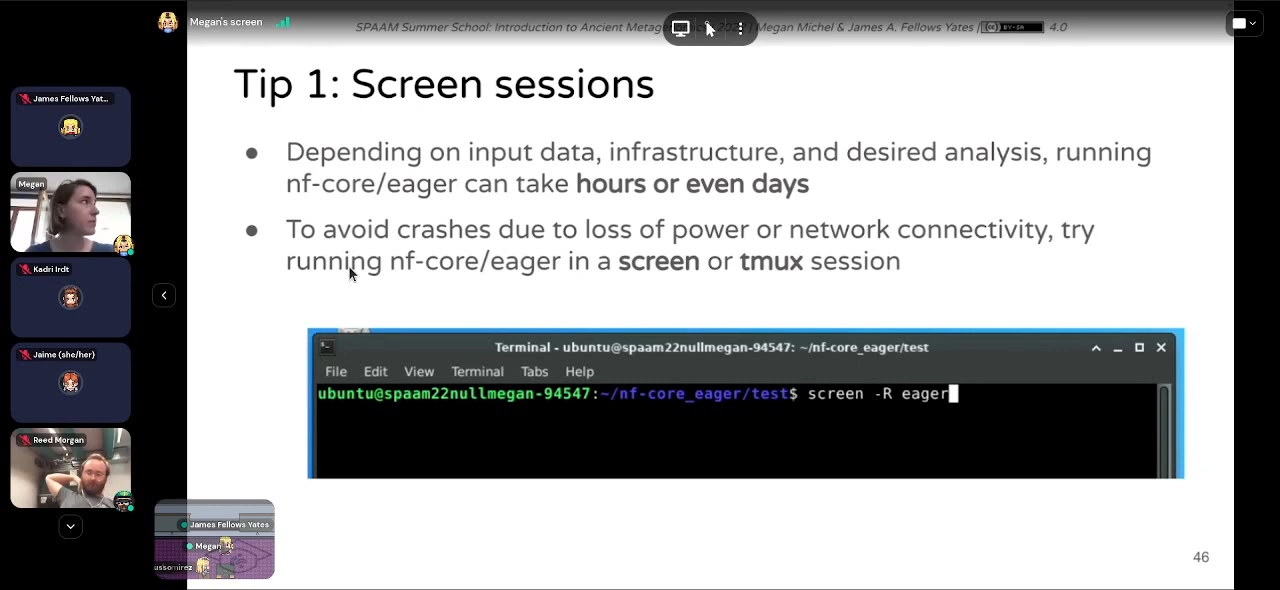 Megan's screen
SPAAM Summer School: Introduction to Ancient Metagenomics 2022 | Megan Michel & James A. Fellows Yates | BY-SA 4.0
Tip 1: Screen sessions
James Fellows Yat...
Megan
Kadri Irdt
Jaime (she/her)
Reed Morgan
● Depending on input data, infrastructure, and desired analysis, running
nf-core/eager can take hours or even days
● To avoid crashes due to loss of power or network connectivity, try
running nf-core/eager in a screen or tmux session
Terminal - ubuntu@spaam22nullmegan-94547: ~/nf-core_eager/test
File Edit View Terminal Tabs Help
ubuntu@spaam22nullmegan-94547:~/nf-core_eager/test$ screen -R eager
James Fellows Yates
Megan
ussomirez
46